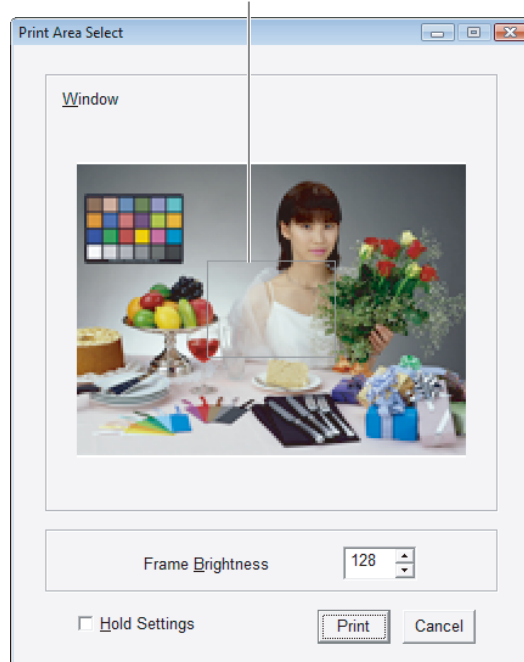 Print Area Select
Window
Frame Brightness
128
Hold Settings
Print
Cancel